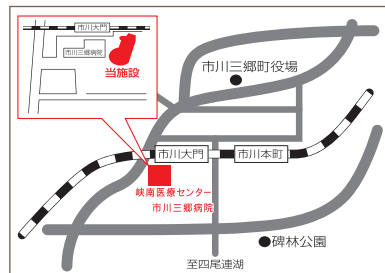 市川大門
市川三郷病院
当施設
市川三郷町役場
市川大門
市川本町
峡南医療センター
市川三郷病院
碑林公園
至四尾連湖